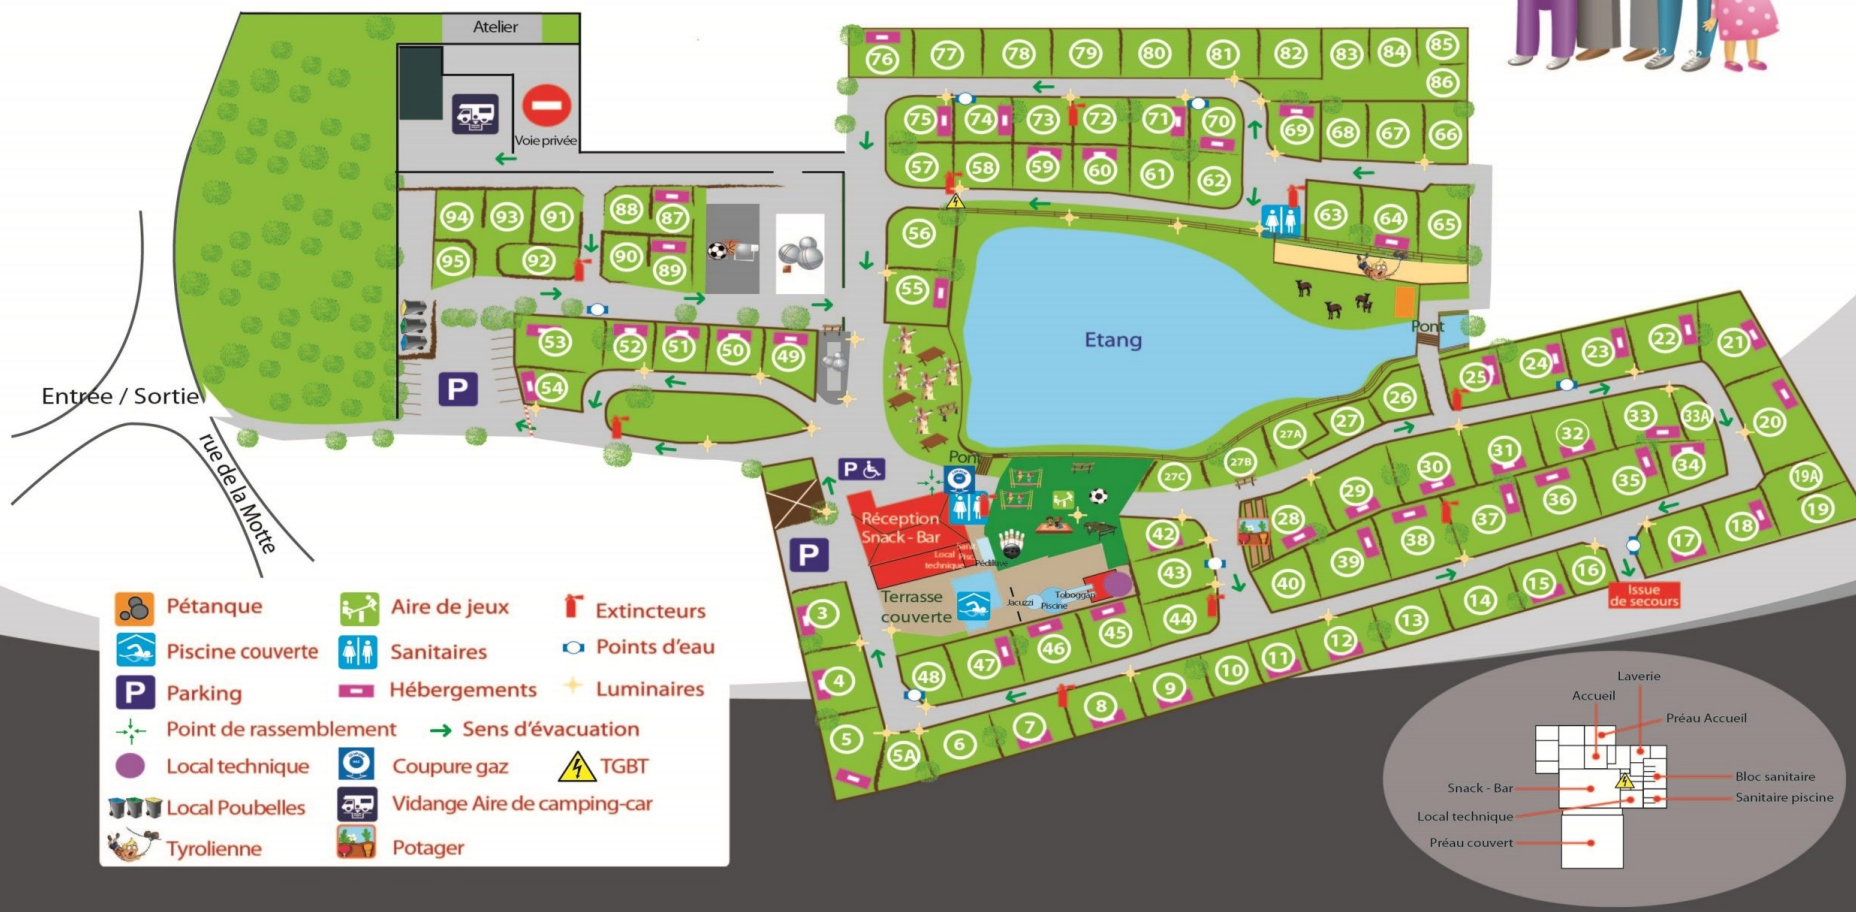 Atelier
Voie privée
76 77 78 79 80 81 82 83 84 85
86
75 74 73 72 71 70 69 68 67 66
57 58 59 60 61 62
63 64 65
94 93 91 88 87
95 92 90 89
56
55
53 52 51 50 49
54
P
Entrée / Sortie
rue de la Motte
Etang
Pont
Pont
P
P
Réception
Snack - Bar
Local
technique
Pédiluve
Terrasse
couverte
Jacuzzi
Piscine
Toboggan
26 27 27A 27B 27C
25 24 23 22 21
20
19A
19
18 17
33A
33 32 31 30 29 28
34 35 36 37 38 39 40
42
43
44
45 46 47 48
16 15 14 13 12 11 10 9 8 7 6 5A
3
4
5
Issue
de secours
Pétanque
Aire de jeux
Extincteurs
Piscine couverte
Sanitaires
Points d'eau
P
Parking
Hébergements
Luminaires
Point de rassemblement
Sens d'évacuation
Local technique
Coupure gaz
TGBT
Local Poubelles
Vidange Aire de camping-car
Tyrolienne
Potager
Laverie
Accueil
Préau Accueil
Bloc sanitaire
Snack - Bar
Sanitaire piscine
Local technique
Préau couvert